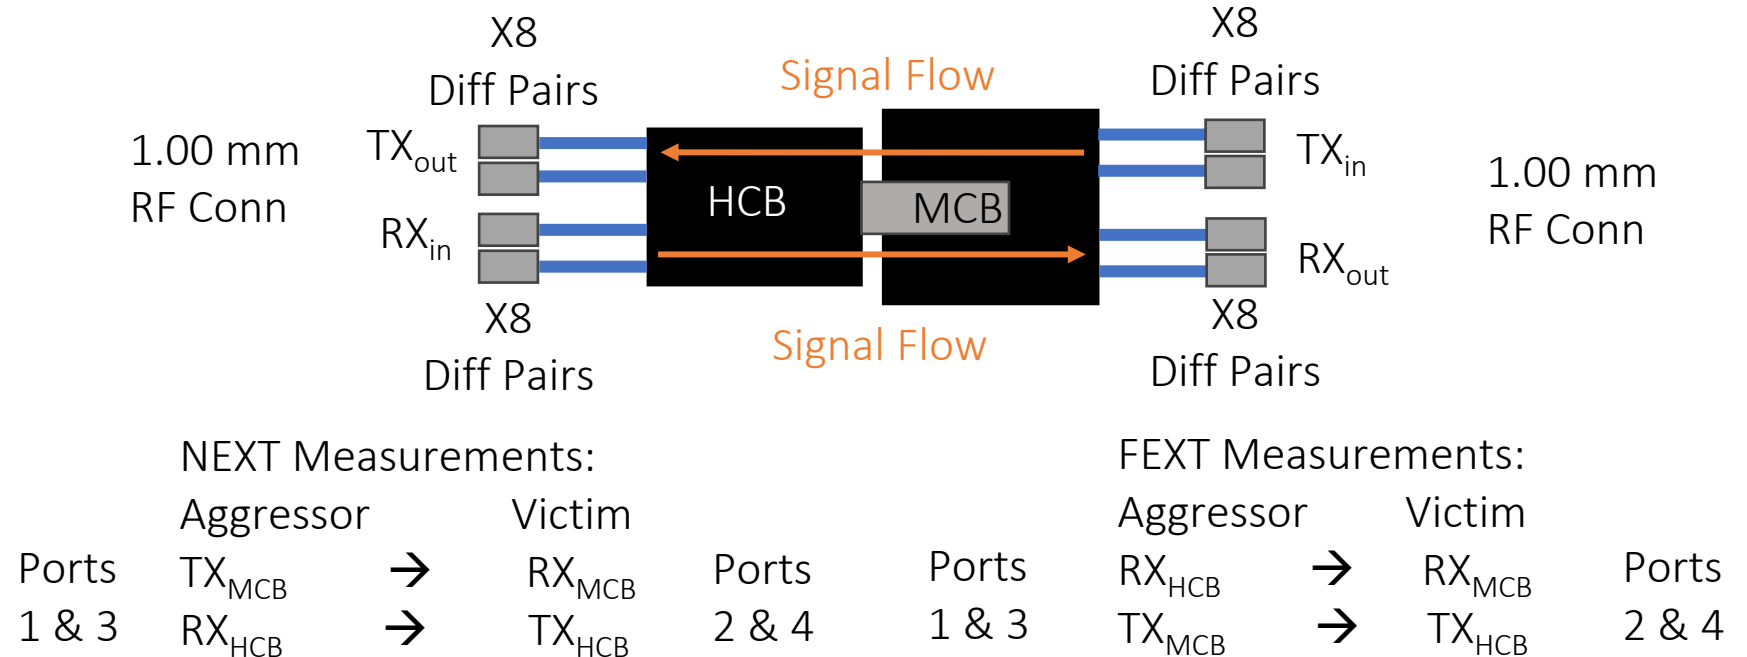 X8
Diff Pairs
Signal Flow
X8
Diff Pairs
1.00 mm
RF Conn
TXout
RXin
HCB
MCB
TXin
RXout
1.00 mm
RF Conn
X8
Diff Pairs
Signal Flow
X8
Diff Pairs
NEXT Measurements:
Aggressor Victim
Ports TXMCB → RXMCB Ports
1 & 3 RXHCB → TXHCB 2 & 4
FEXT Measurements:
Aggressor Victim
Ports RXHCB → RXMCB Ports
1 & 3 TXMCB → TXHCB 2 & 4